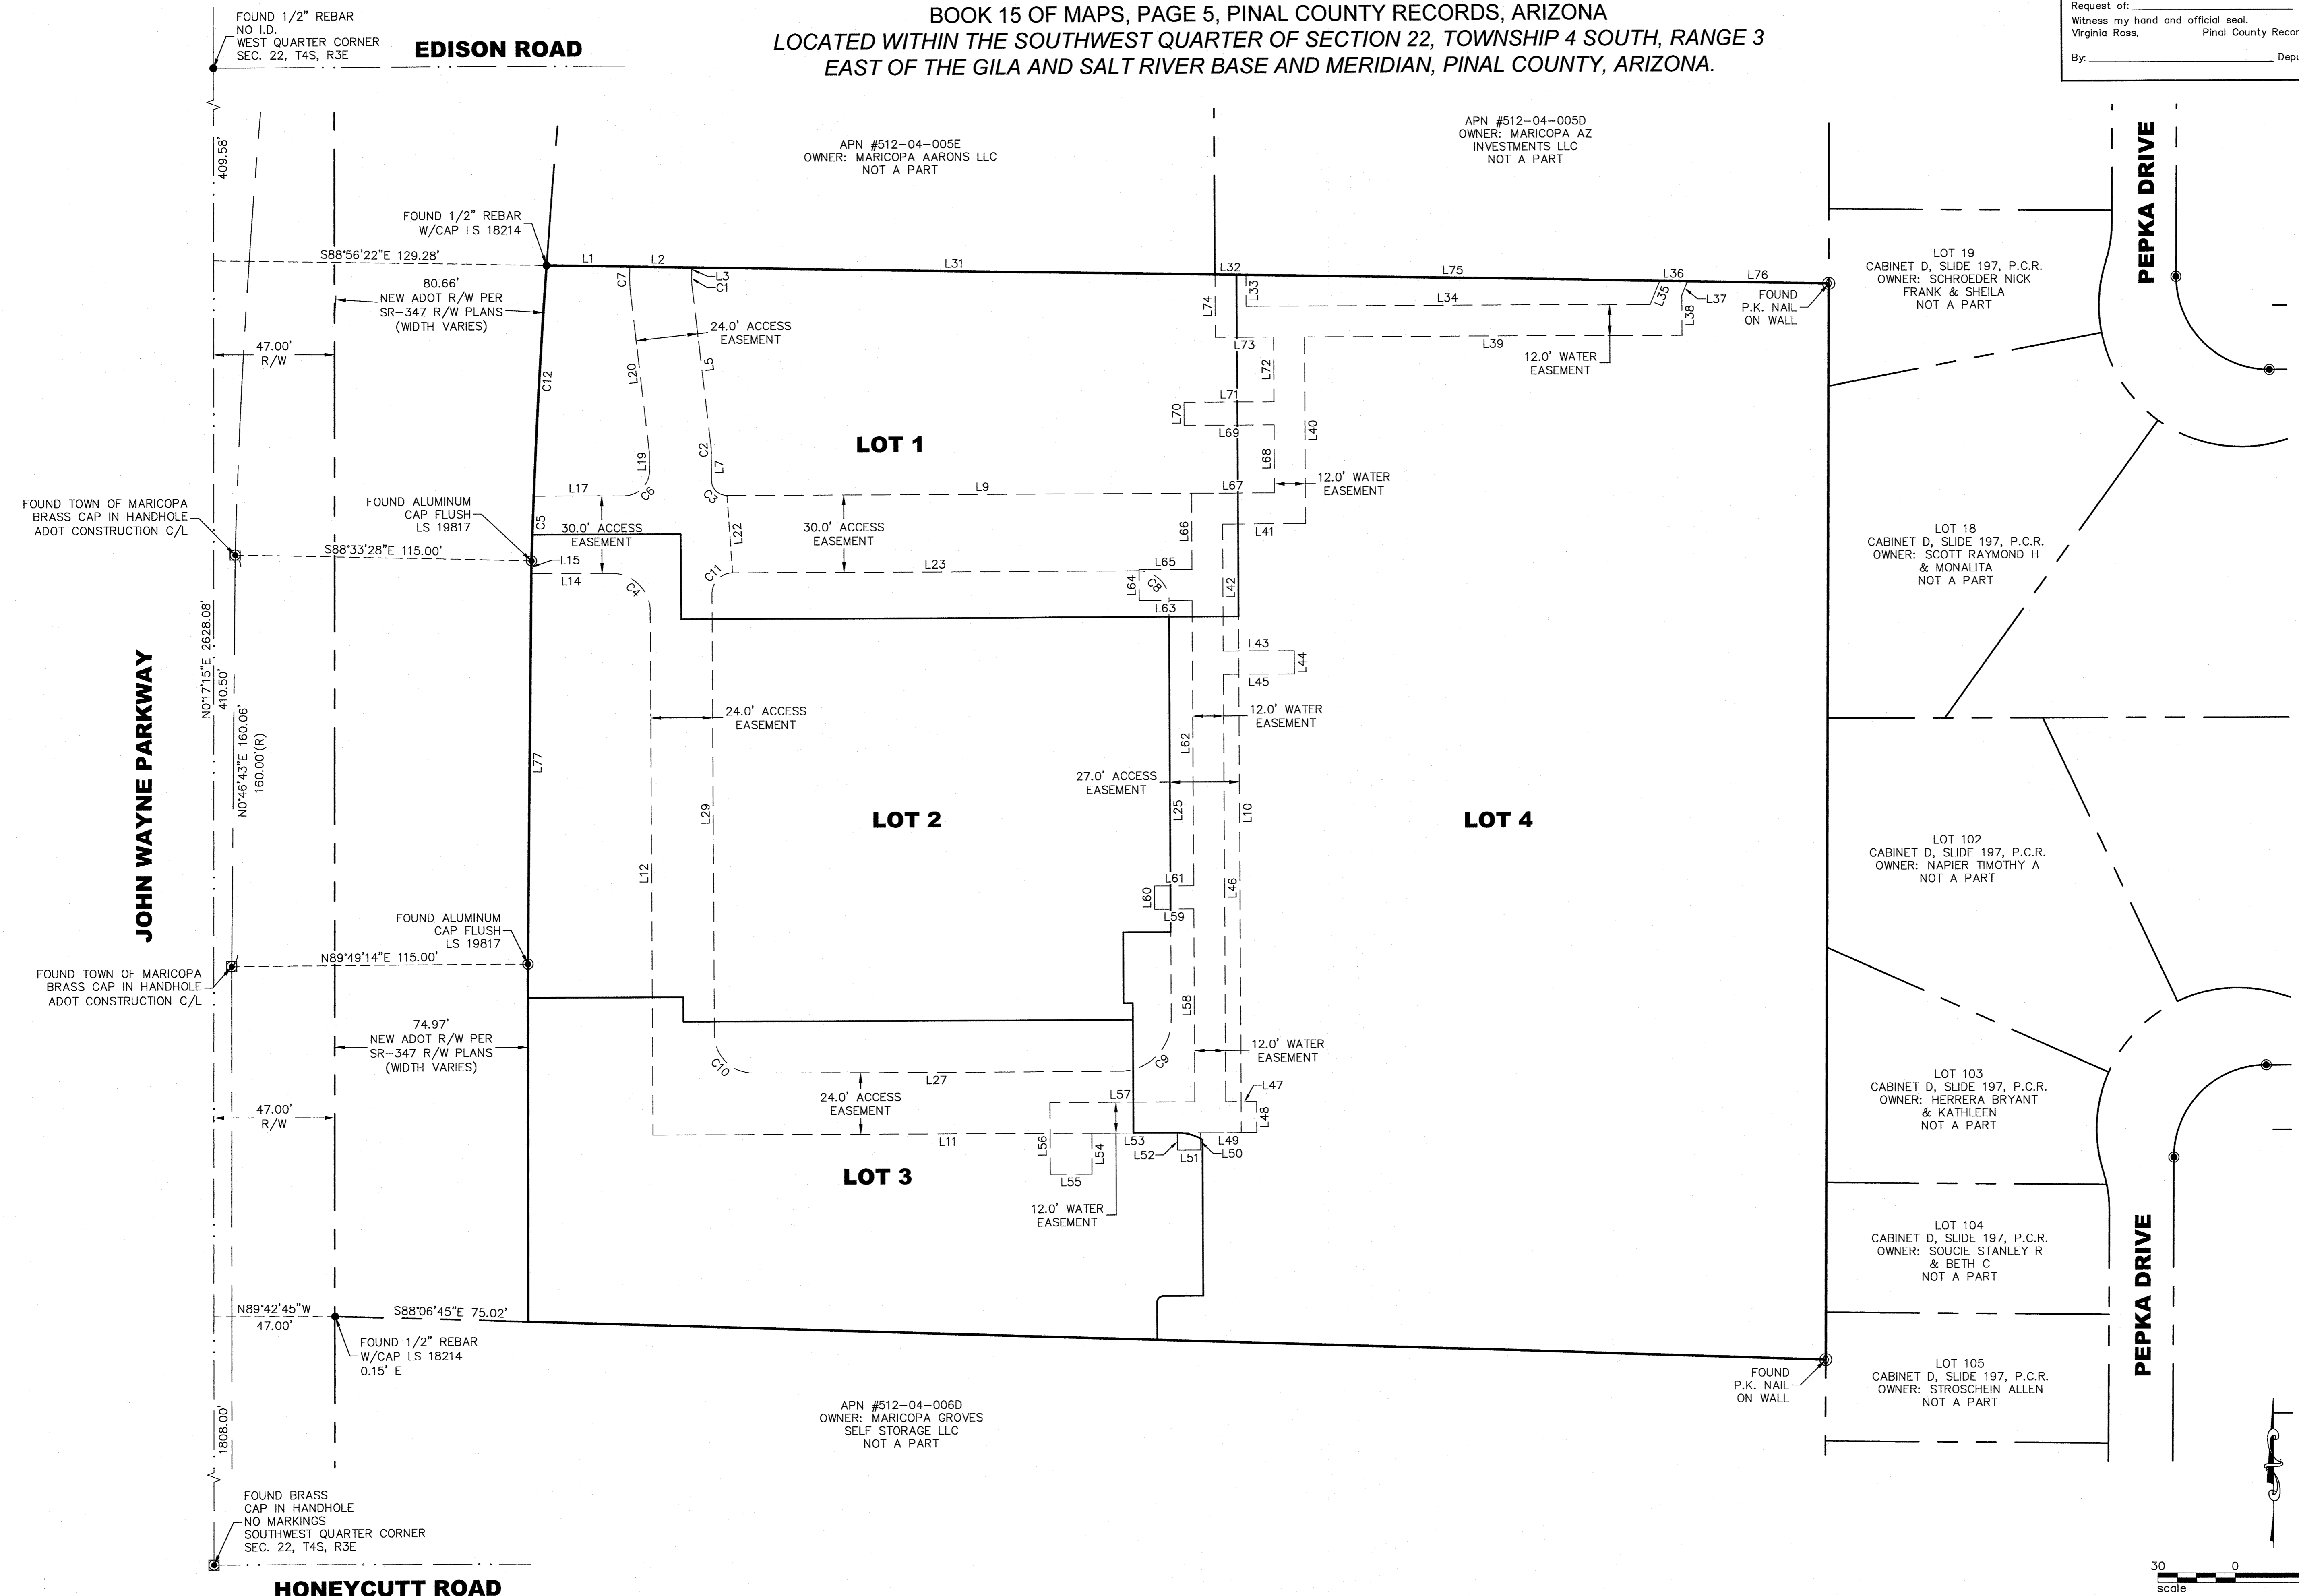 BOOK 15 OF MAPS, PAGE 5, PINAL COUNTY RECORDS, ARIZONA
LOCATED WITHIN THE SOUTHWEST QUARTER OF SECTION 22, TOWNSHIP 4 SOUTH, RANGE 3
EAST OF THE GILA AND SALT RIVER BASE AND MERIDIAN, PINAL COUNTY, ARIZONA.
Request of:
Witness my hand and official seal.
Virginia Ross, Pinal County Recor
By: Depu
FOUND 1/2" REBAR
NO I.D.
WEST QUARTER CORNER
SEC. 22, T4S, R3E
EDISON ROAD
409.58'
APN #512-04-005E
OWNER: MARICOPA AARONS LLC
NOT A PART
APN #512-04-005D
OWNER: MARICOPA AZ
INVESTMENTS LLC
NOT A PART
PEPKA DRIVE
FOUND 1/2" REBAR
W/CAP LS 18214
S88°56'22"E 129.28'
80.66'
NEW ADOT R/W PER
SR-347 R/W PLANS
(WIDTH VARIES)
47.00'
R/W
L1
L2
L3
C1
C7
L31
L32
L33
L74
L75
L34
L35
L36
L37
L38
L76
FOUND
P.K. NAIL
ON WALL
LOT 19
CABINET D, SLIDE 197, P.C.R.
OWNER: SCHROEDER NICK
FRANK & SHEILA
NOT A PART
24.0' ACCESS
EASEMENT
L5
L20
C12
L73
L72
L39
12.0' WATER
EASEMENT
L71
L70
L69
L40
LOT 1
C2
L7
L19
L68
C6
C3
L17
L9
L67
12.0' WATER
EASEMENT
FOUND TOWN OF MARICOPA
BRASS CAP IN HANDHOLE
ADOT CONSTRUCTION C/L
FOUND ALUMINUM
CAP FLUSH
LS 19817
C5
30.0' ACCESS
EASEMENT
L22
30.0' ACCESS
EASEMENT
L66
L41
S88°33'28"E 115.00'
L15
L14
C4
C11
L23
L65
L64
C8
L42
L63
LOT 18
CABINET D, SLIDE 197, P.C.R.
OWNER: SCOTT RAYMOND H
& MONALITA
NOT A PART
L43
L44
L45
N0°17'15"E 2628.08'
410.50'
N0°46'43"E 160.06'
160.00'(R)
JOHN WAYNE PARKWAY
24.0' ACCESS
EASEMENT
12.0' WATER
EASEMENT
L77
L62
27.0' ACCESS
EASEMENT
L29
L25
L10
LOT 2
LOT 4
L12
L46
L61
L60
L59
LOT 102
CABINET D, SLIDE 197, P.C.R.
OWNER: NAPIER TIMOTHY A
NOT A PART
FOUND ALUMINUM
CAP FLUSH
LS 19817
N89°49'14"E 115.00'
FOUND TOWN OF MARICOPA
BRASS CAP IN HANDHOLE
ADOT CONSTRUCTION C/L
L58
74.97'
NEW ADOT R/W PER
SR-347 R/W PLANS
(WIDTH VARIES)
12.0' WATER
EASEMENT
C10
C9
L27
L57
L47
L48
24.0' ACCESS
EASEMENT
LOT 103
CABINET D, SLIDE 197, P.C.R.
OWNER: HERRERA BRYANT
& KATHLEEN
NOT A PART
47.00'
R/W
L11
L56
L54
L53
L52
L51
L49
L50
L55
LOT 3
12.0' WATER
EASEMENT
LOT 104
CABINET D, SLIDE 197, P.C.R.
OWNER: SOUCIE STANLEY R
& BETH C
NOT A PART
PEPKA DRIVE
N89°42'45"W
47.00'
S88°06'45"E 75.02'
FOUND 1/2" REBAR
W/CAP LS 18214
0.15' E
FOUND
P.K. NAIL
ON WALL
LOT 105
CABINET D, SLIDE 197, P.C.R.
OWNER: STROSCHEIN ALLEN
NOT A PART
APN #512-04-006D
OWNER: MARICOPA GROVES
SELF STORAGE LLC
NOT A PART
1808.00'
FOUND BRASS
CAP IN HANDHOLE
NO MARKINGS
SOUTHWEST QUARTER CORNER
SEC. 22, T4S, R3E
HONEYCUTT ROAD
30 0
scale